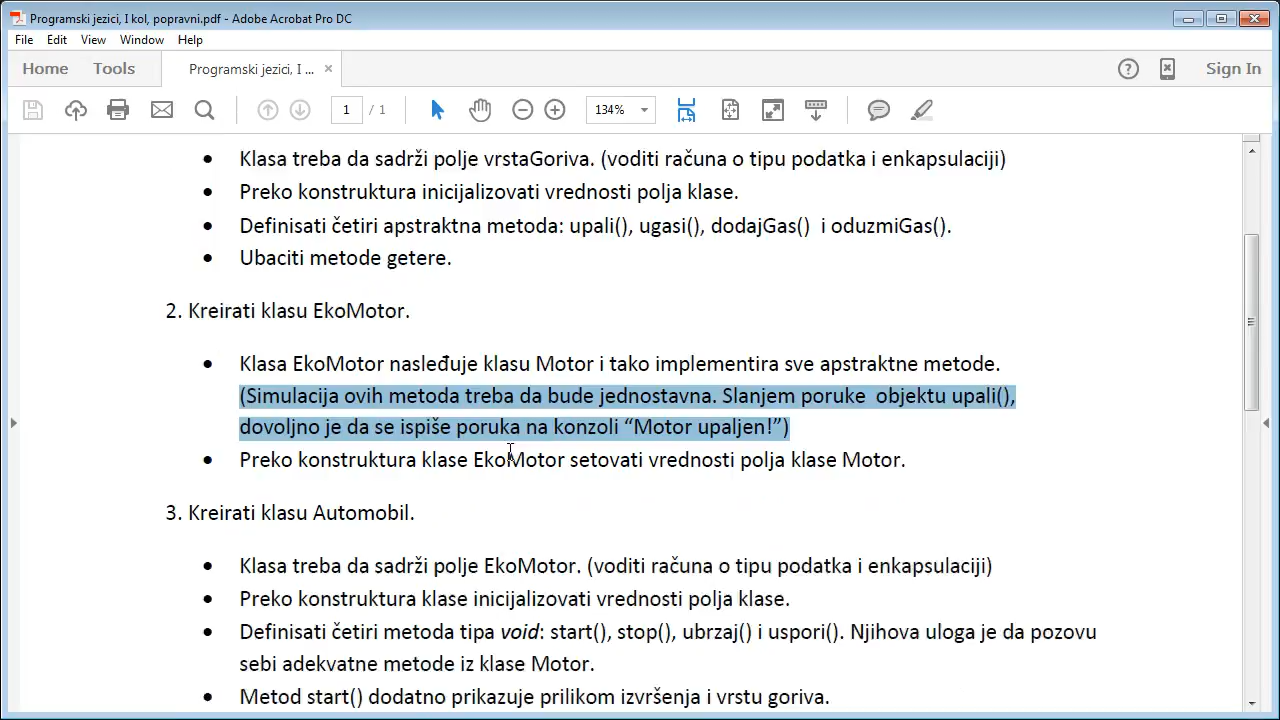 Programski jezici, I kol, popravni.pdf - Adobe Acrobat Pro DC
File Edit View Window Help
Home Tools Programski jezici, I ... × Sign In
1 / 1 134%
• Klasa treba da sadrži polje vrstaGoriva. (voditi računa o tipu podatka i enkapsulaciji)
• Preko konstruktura inicijalizovati vrednosti polja klase.
• Definisati četiri apstraktna metoda: upali(), ugasi(), dodajGas() i oduzmiGas().
• Ubaciti metode getere.
2. Kreirati klasu EkoMotor.
• Klasa EkoMotor nasleđuje klasu Motor i tako implementira sve apstraktne metode.
(Simulacija ovih metoda treba da bude jednostavna. Slanjem poruke objektu upali(),
dovoljno je da se ispiše poruka na konzoli “Motor upaljen!”)
• Preko konstruktura klase EkoMotor setovati vrednosti polja klase Motor.
3. Kreirati klasu Automobil.
• Klasa treba da sadrži polje EkoMotor. (voditi računa o tipu podatka i enkapsulaciji)
• Preko konstruktura klase inicijalizovati vrednosti polja klase.
• Definisati četiri metoda tipa void: start(), stop(), ubrzaj() i uspori(). Njihova uloga je da pozovu
sebi adekvatne metode iz klase Motor.
• Metod start() dodatno prikazuje prilikom izvršenja i vrstu goriva.